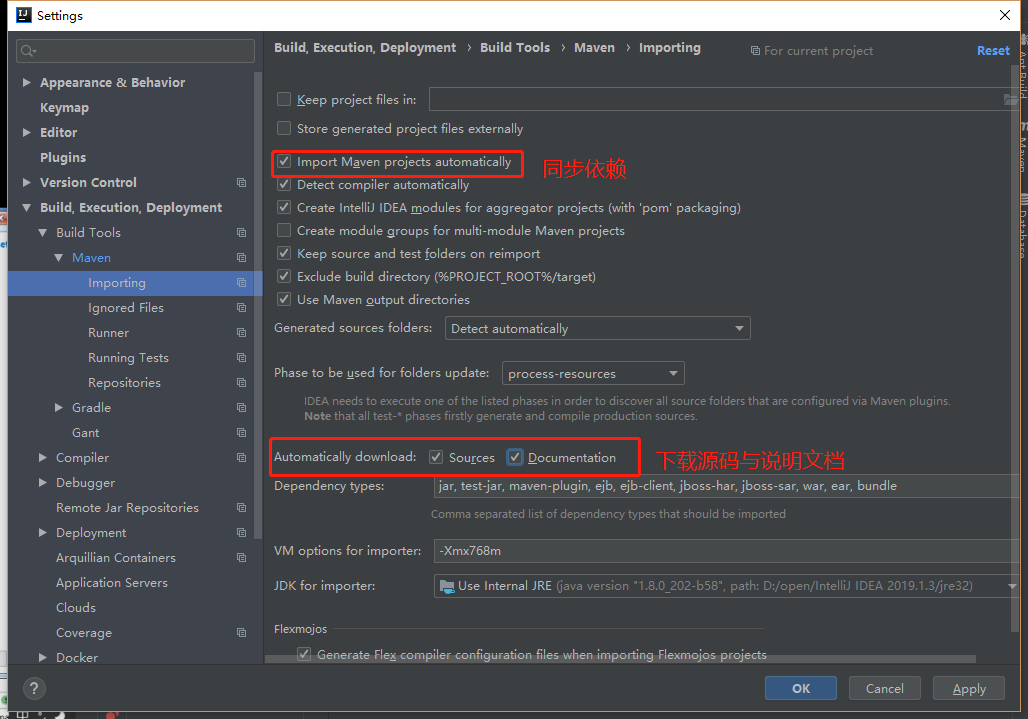 Settings
Build, Execution, Deployment › Build Tools › Maven › Importing For current project Reset
Appearance & Behavior
Keymap
Editor
Plugins
Version Control
Build, Execution, Deployment
Build Tools
Maven
Importing
Ignored Files
Runner
Running Tests
Repositories
Gradle
Gant
Compiler
Debugger
Remote Jar Repositories
Deployment
Arquillian Containers
Application Servers
Clouds
Coverage
Docker
Keep project files in:
Store generated project files externally
Import Maven projects automatically 同步依赖
Detect compiler automatically
Create IntelliJ IDEA modules for aggregator projects (with 'pom' packaging)
Create module groups for multi-module Maven projects
Keep source and test folders on reimport
Exclude build directory (%PROJECT_ROOT%/target)
Use Maven output directories
Generated sources folders: Detect automatically
Phase to be used for folders update: process-resources
IDEA needs to execute one of the listed phases in order to discover all source folders that are configured via Maven plugins.
Note that all test-* phases firstly generate and compile production sources.
Automatically download: Sources Documentation 下载源码与说明文档
Dependency types: jar, test-jar, maven-plugin, ejb, ejb-client, jboss-har, jboss-sar, war, ear, bundle
Comma separated list of dependency types that should be imported
VM options for importer: -Xmx768m
JDK for importer: Use Internal JRE (java version "1.8.0_202-b58", path: D:/open/IntelliJ IDEA 2019.1.3/jre32)
Flexmojos
Generate Flex compiler configuration files when importing Flexmojos projects
?
OK Cancel Apply
Ant Build
Maven
Database